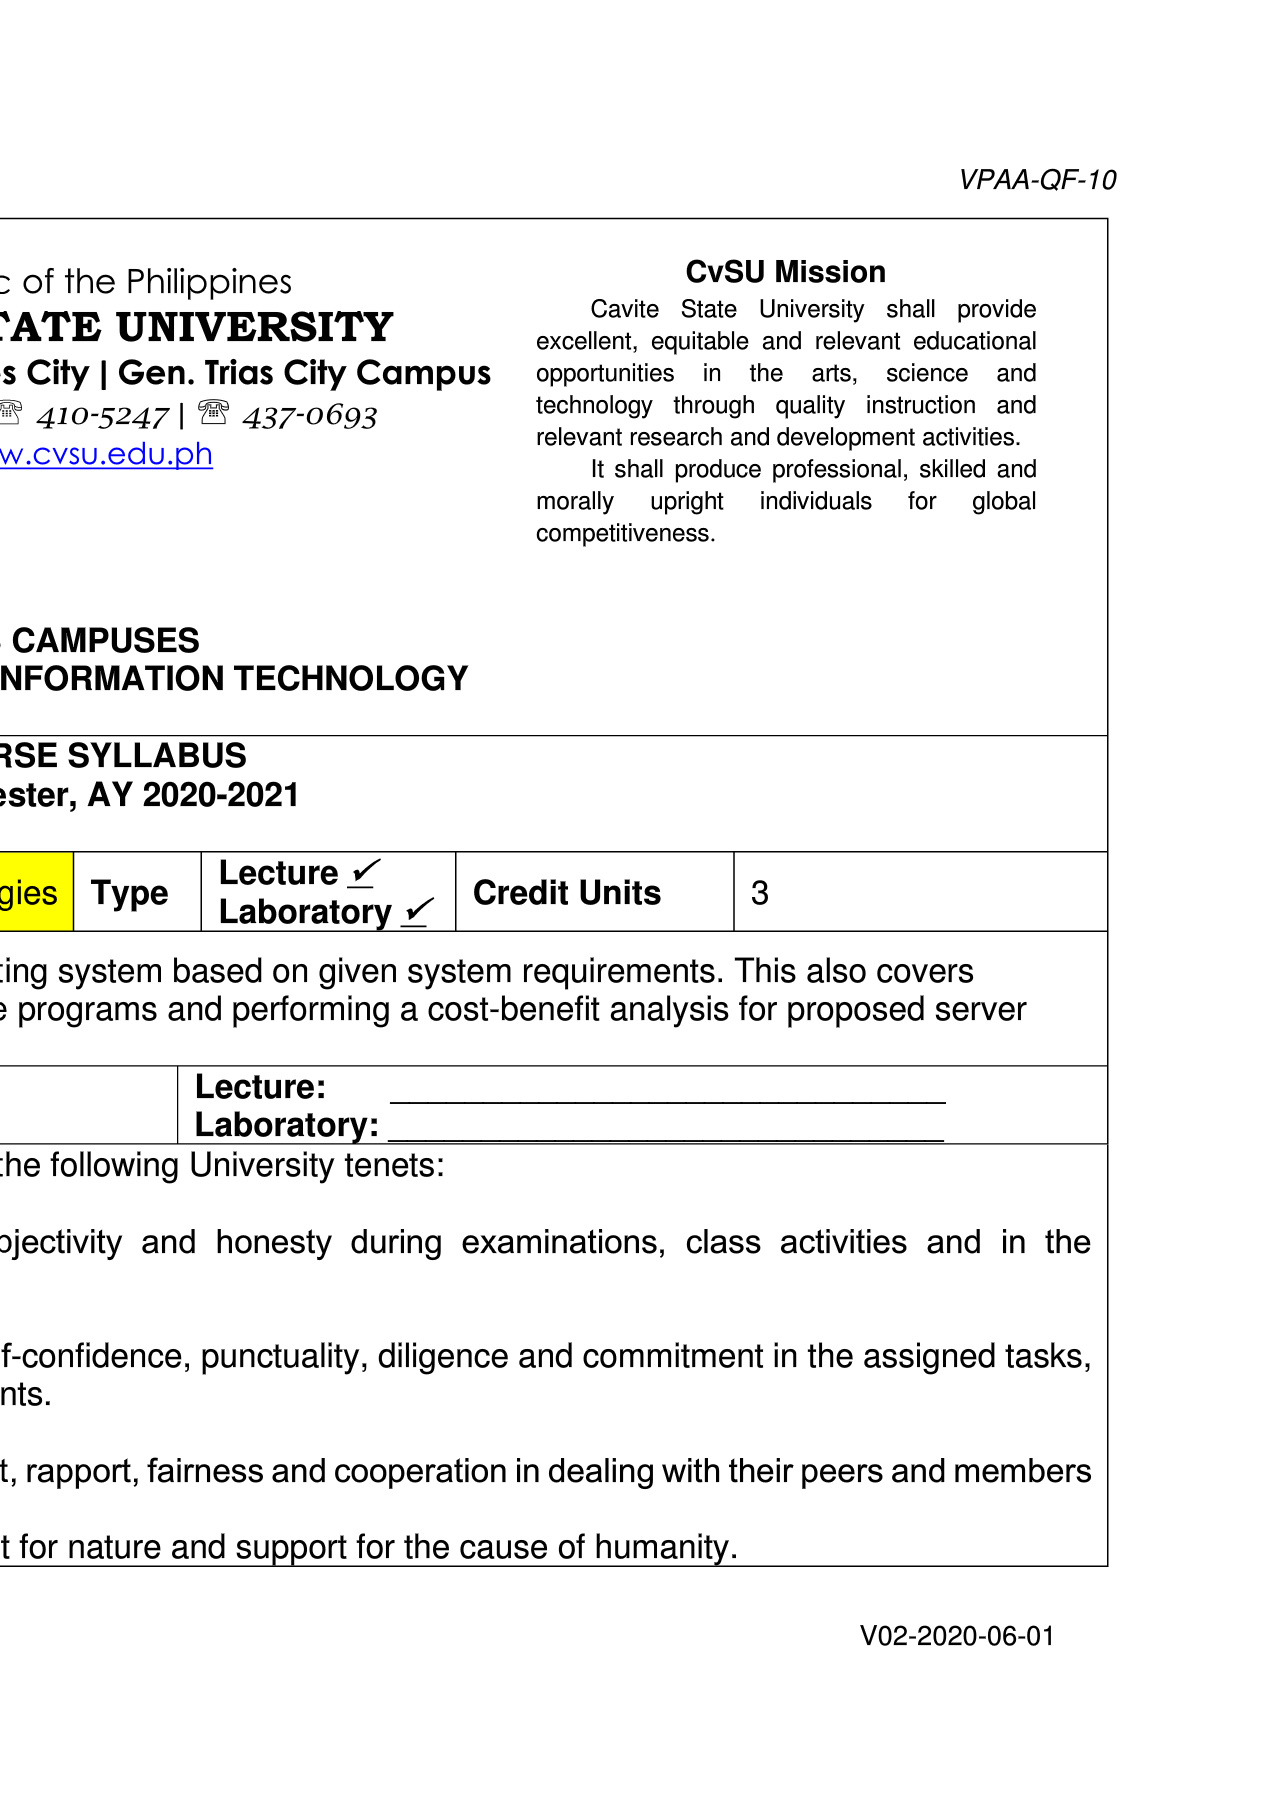 VPAA-QF-10
c of the Philippines
TATE UNIVERSITY
s City | Gen. Trias City Campus
☏ 410-5247 | ☏ 437-0693
w.cvsu.edu.ph
CvSU Mission
Cavite State University shall provide
excellent, equitable and relevant educational
opportunities in the arts, science and
technology through quality instruction and
relevant research and development activities.
It shall produce professional, skilled and
morally upright individuals for global
competitiveness.
CAMPUSES
NFORMATION TECHNOLOGY
RSE SYLLABUS
ester, AY 2020-2021
gies
Type
Lecture ✓
Laboratory ✓
Credit Units
3
ting system based on given system requirements. This also covers
e programs and performing a cost-benefit analysis for proposed server
Lecture: ______________________________
Laboratory: ______________________________
the following University tenets:
bjectivity and honesty during examinations, class activities and in the
f-confidence, punctuality, diligence and commitment in the assigned tasks,
nts.
t, rapport, fairness and cooperation in dealing with their peers and members
t for nature and support for the cause of humanity.
V02-2020-06-01